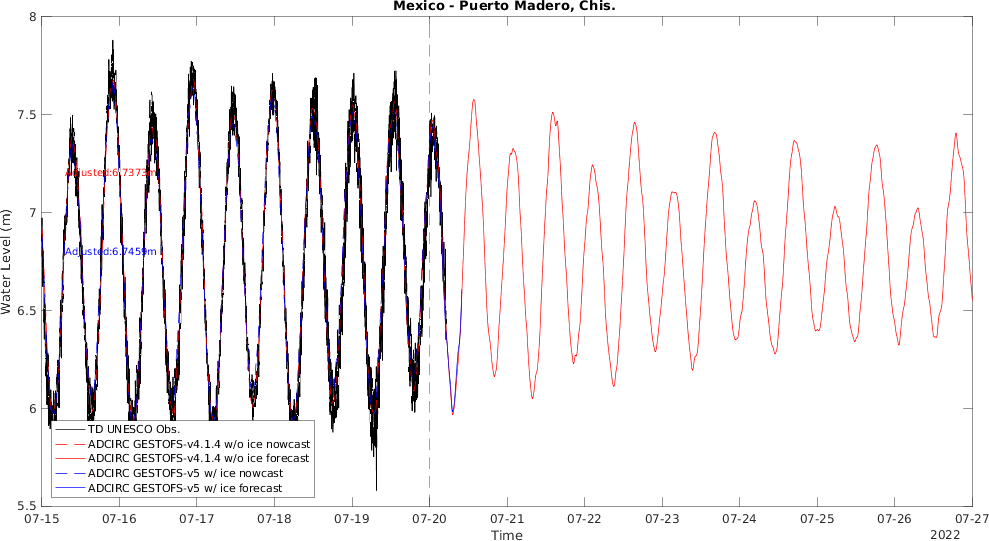 Mexico - Puerto Madero, Chis.
8
7.5
7
6.5
6
5.5
Water Level (m)
Adjusted:6.7373m
Adjusted:6.7459m
TD UNESCO Obs.
ADCIRC GESTOFS-v4.1.4 w/o ice nowcast
ADCIRC GESTOFS-v4.1.4 w/o ice forecast
ADCIRC GESTOFS-v5 w/ ice nowcast
ADCIRC GESTOFS-v5 w/ ice forecast
07-15 07-16 07-17 07-18 07-19 07-20 07-21 07-22 07-23 07-24 07-25 07-26 07-27
Time
2022